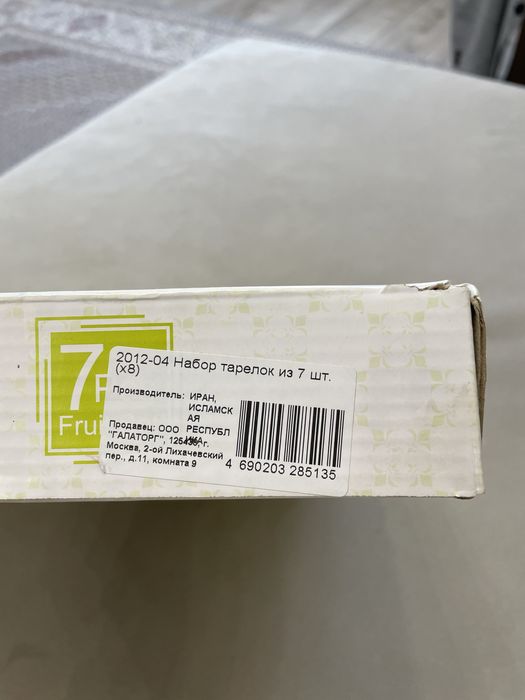 7
Frui
2012-04 Набор тарелок из 7 шт.
(x8)
Производитель: ИРАН,
ИСЛАМСК
АЯ
Продавец: ООО РЕСПУБЛ
"ГАЛАТОРГ", г.
Москва, 2-ой Лихачевский
пер., д.11, комната 9
4 690203 285135